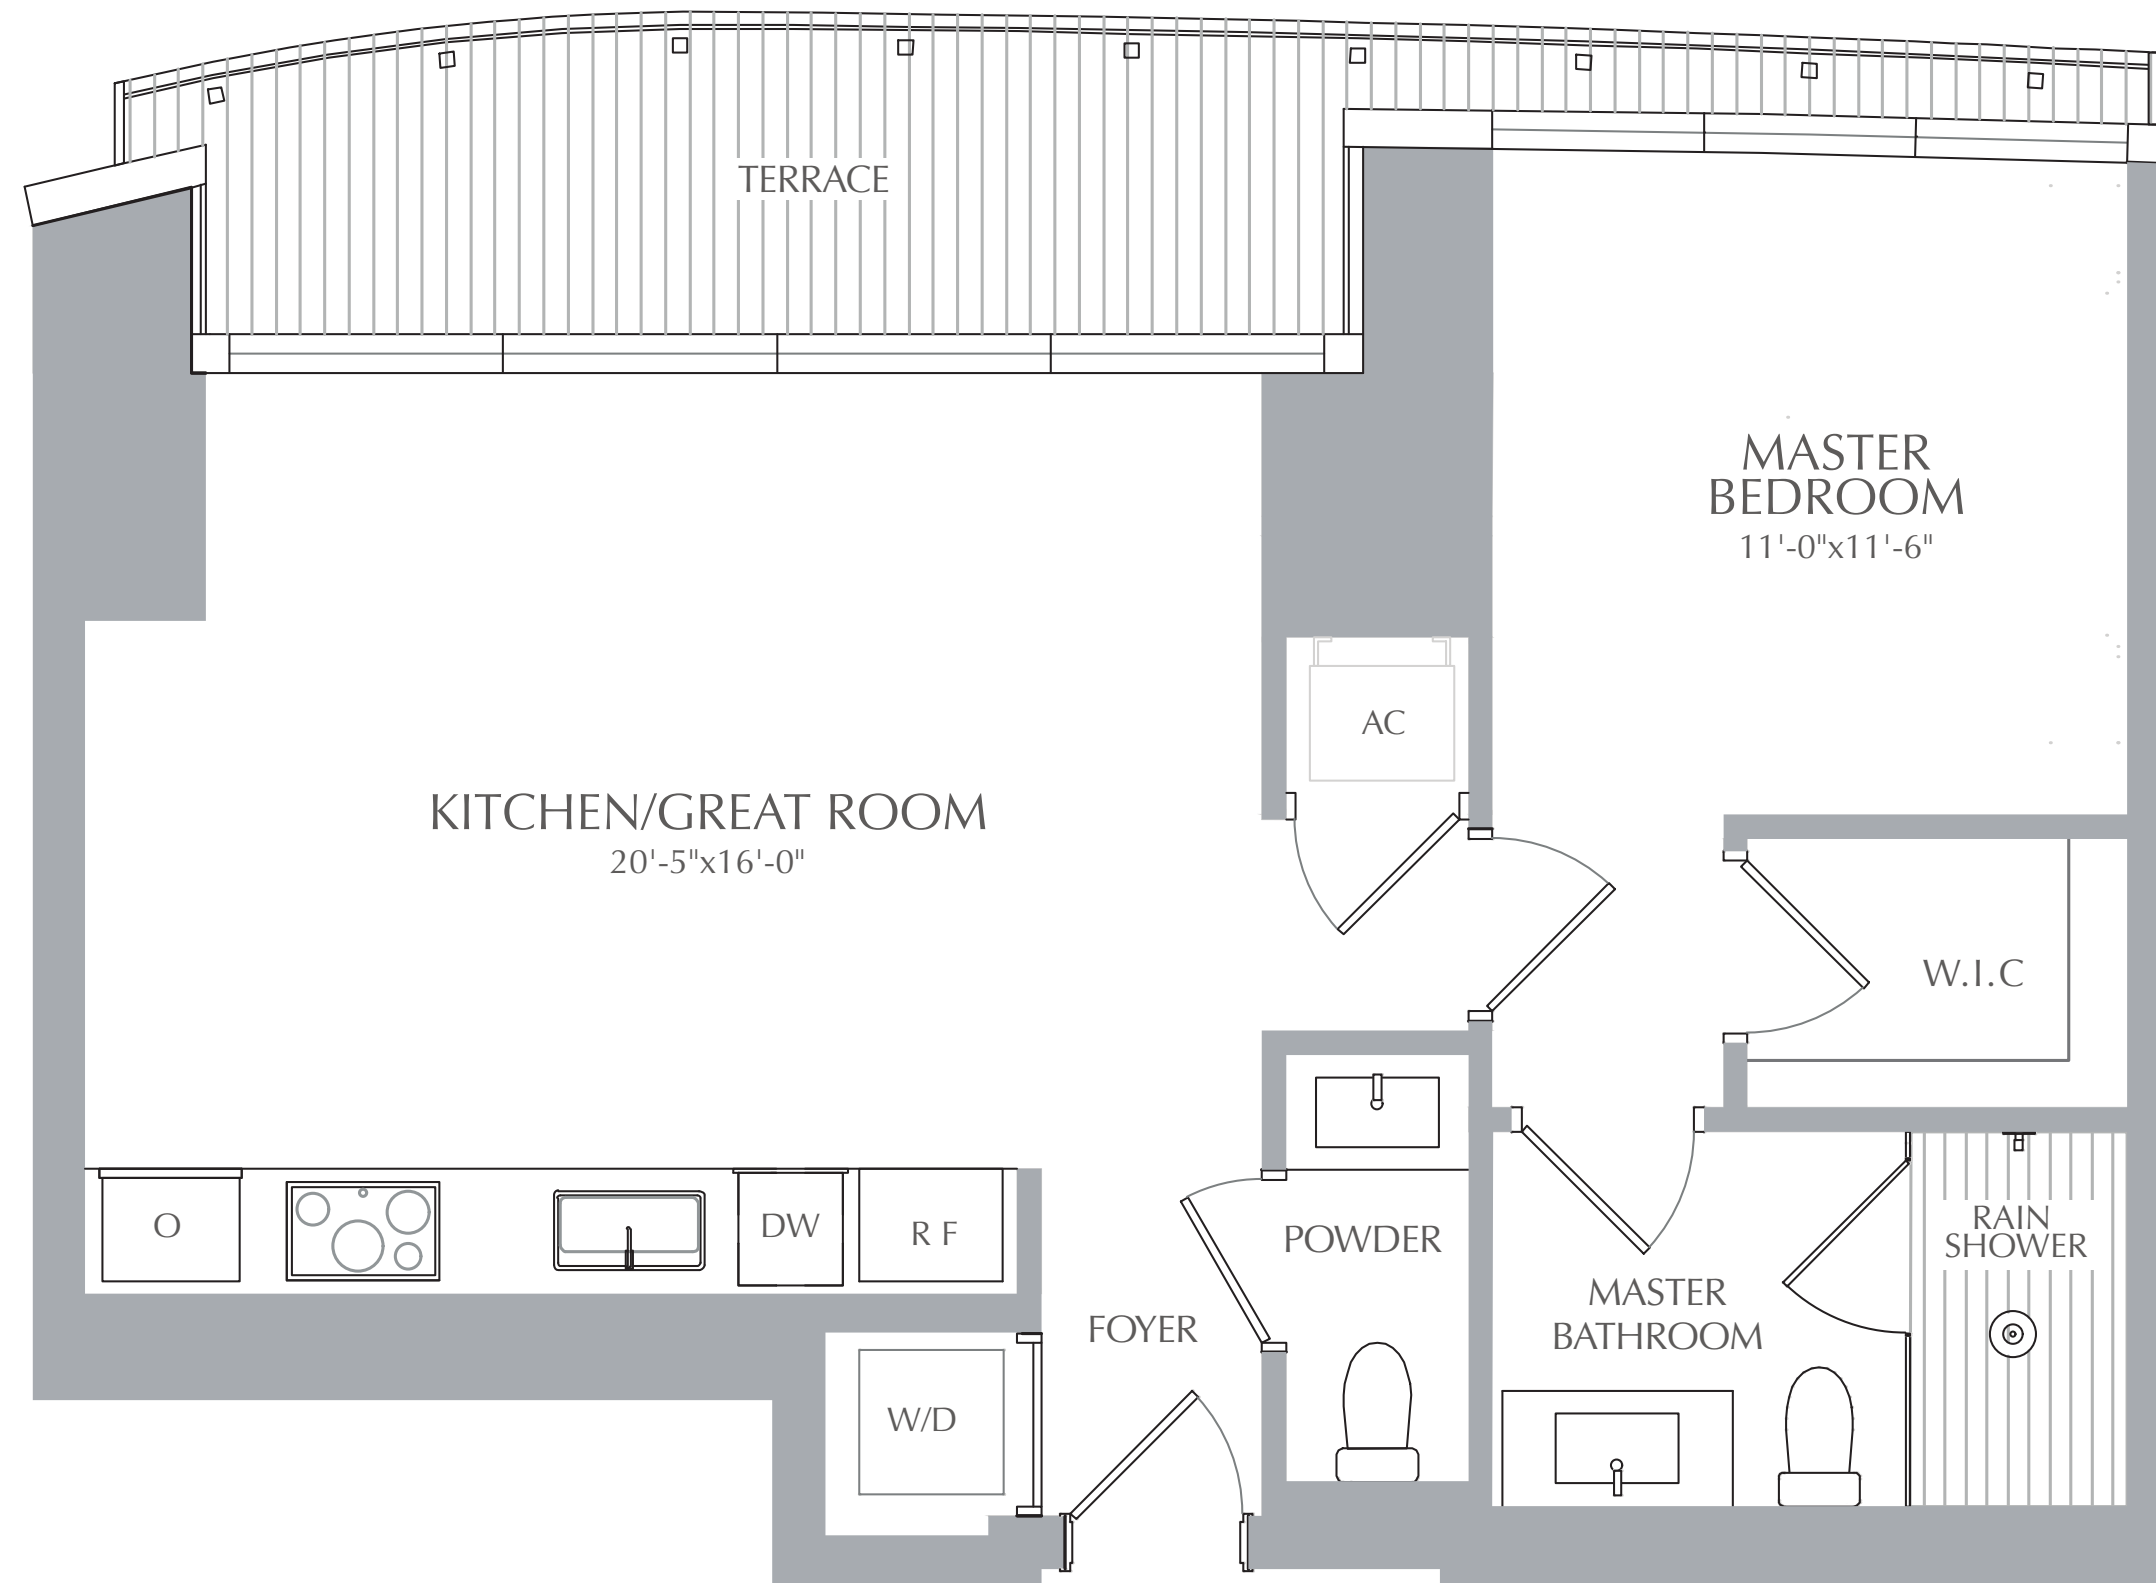 TERRACE
MASTER
BEDROOM
11'-0"x11'-6"
AC
KITCHEN/GREAT ROOM
20'-5"x16'-0"
W.I.C
O
DW
R F
POWDER
RAIN
SHOWER
FOYER
MASTER
BATHROOM
W/D